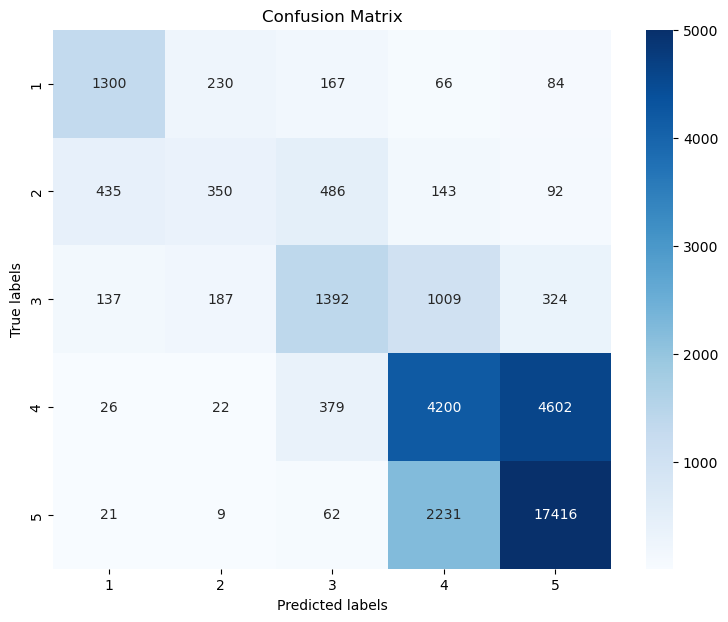 Confusion Matrix
1300 230 167 66 84
435 350 486 143 92
137 187 1392 1009 324
26 22 379 4200 4602
21 9 62 2231 17416
1
2
3
4
5
True labels
1 2 3 4 5
Predicted labels
5000
4000
3000
2000
1000